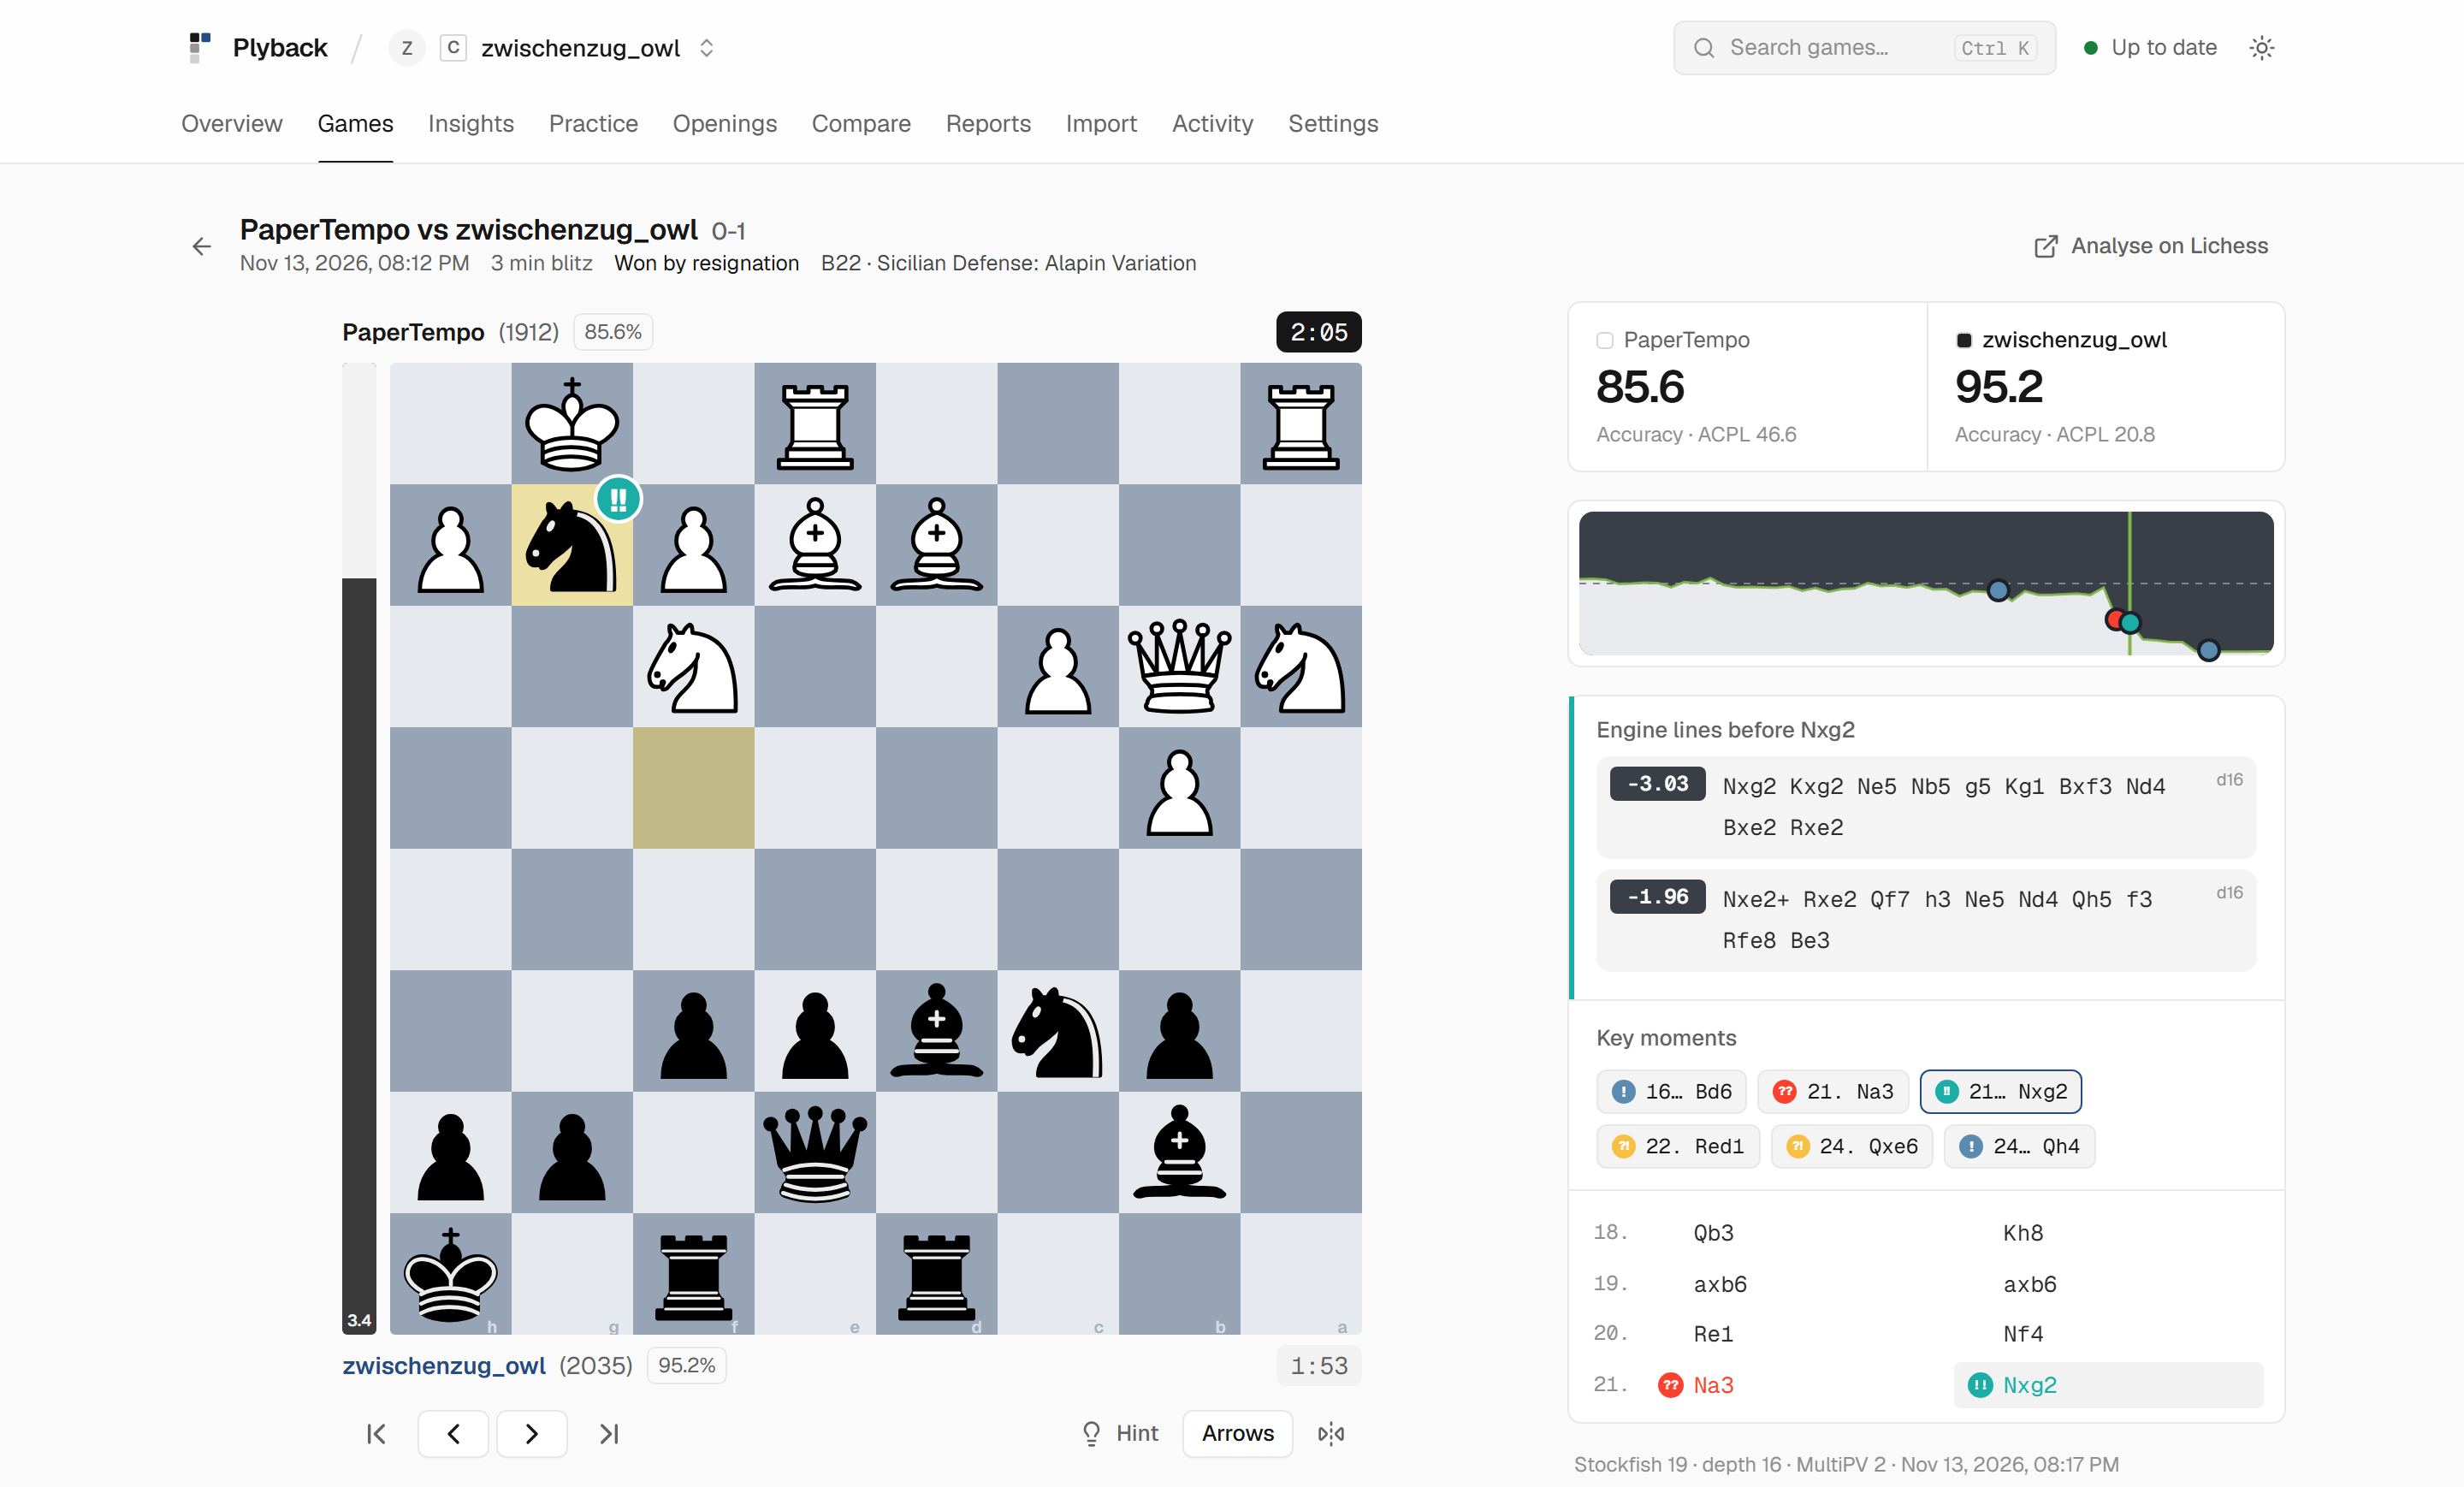 Plyback / Z C zwischenzug_owl
Search games... Ctrl K
Up to date
Overview Games Insights Practice Openings Compare Reports Import Activity Settings
PaperTempo vs zwischenzug_owl 0-1
Nov 13, 2026, 08:12 PM 3 min blitz Won by resignation B22 · Sicilian Defense: Alapin Variation
Analyse on Lichess
PaperTempo (1912) 85.6% 2:05
!!
3.4
h g f e d c b a
zwischenzug_owl (2035) 95.2% 1:53
Hint Arrows
PaperTempo
85.6
Accuracy · ACPL 46.6
zwischenzug_owl
95.2
Accuracy · ACPL 20.8
Engine lines before Nxg2
-3.03 Nxg2 Kxg2 Ne5 Nb5 g5 Kg1 Bxf3 Nd4 d16
Bxe2 Rxe2
-1.96 Nxe2+ Rxe2 Qf7 h3 Ne5 Nd4 Qh5 f3 d16
Rfe8 Be3
Key moments
! 16… Bd6 ?? 21. Na3 !! 21… Nxg2
?! 22. Red1 ?! 24. Qxe6 ! 24… Qh4
18. Qb3 Kh8
19. axb6 axb6
20. Re1 Nf4
21. ?? Na3 !! Nxg2
Stockfish 19 · depth 16 · MultiPV 2 · Nov 13, 2026, 08:17 PM